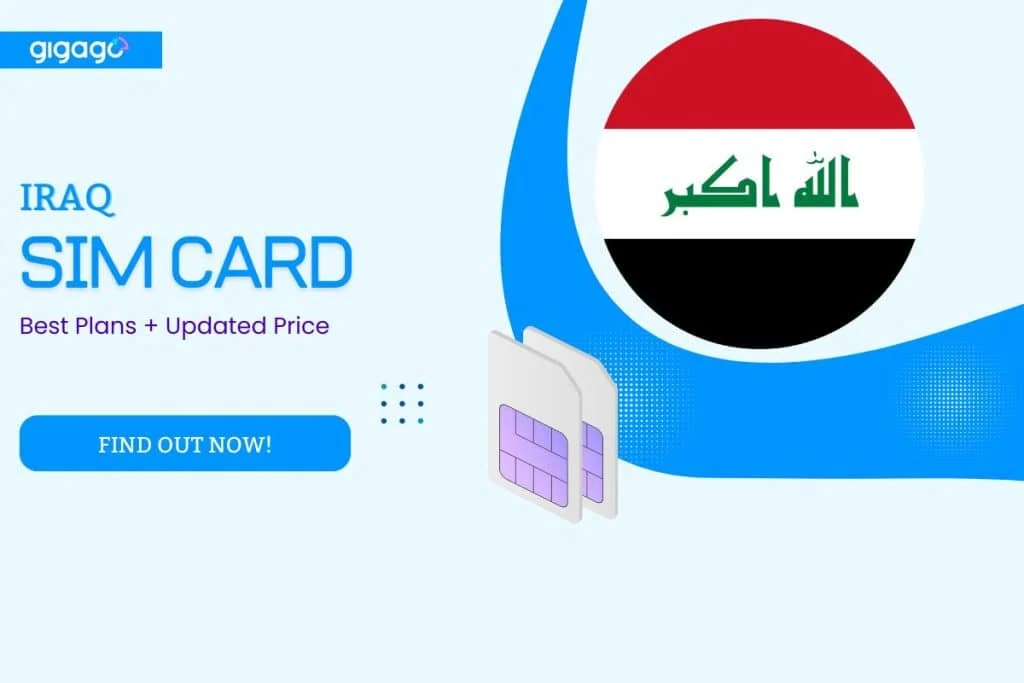 gigago
IRAQ
SIM CARD
Best Plans + Updated Price
FIND OUT NOW!
الله اكبر